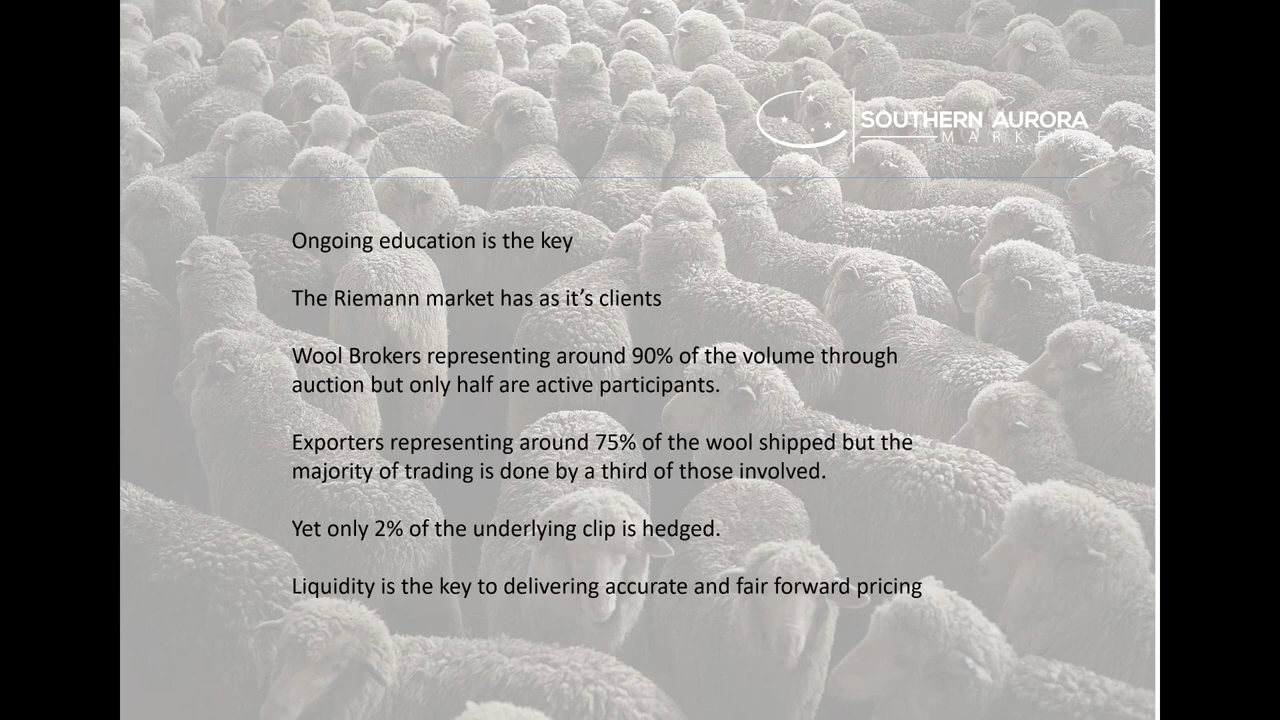 SOUTHERN AURORA
MARKETS
Ongoing education is the key
The Riemann market has as it’s clients
Wool Brokers representing around 90% of the volume through
auction but only half are active participants.
Exporters representing around 75% of the wool shipped but the
majority of trading is done by a third of those involved.
Yet only 2% of the underlying clip is hedged.
Liquidity is the key to delivering accurate and fair forward pricing